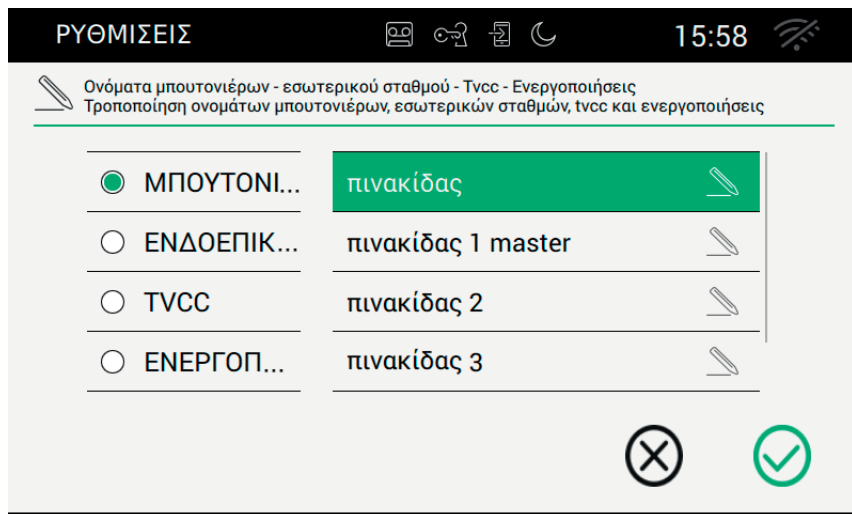 ΡΥΘΜΙΣΕΙΣ 15:58
Ονόματα μπουτονιέρων - εσωτερικού σταθμού - Tvcc - Ενεργοποιήσεις
Τροποποίηση ονομάτων μπουτονιέρων, εσωτερικών σταθμών, tvcc και ενεργοποιήσεις
ΜΠΟΥΤΟΝΙ... πινακίδας
ΕΝΔΟΕΠΙΚ... πινακίδας 1 master
TVCC πινακίδας 2
ΕΝΕΡΓΟΠ... πινακίδας 3